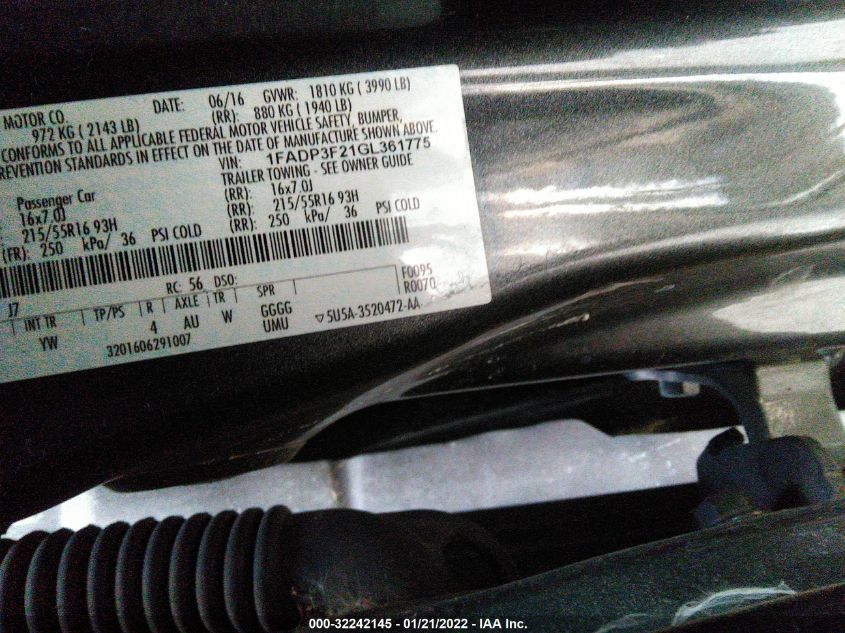 MOTOR CO. DATE: 06/16 GVWR: 1810 KG ( 3990 LB)
972 KG ( 2143 LB) (RR): 880 KG ( 1940 LB)
CONFORMS TO ALL APPLICABLE FEDERAL MOTOR VEHICLE SAFETY, BUMPER,
REVENTION STANDARDS IN EFFECT ON THE DATE OF MANUFACTURE SHOWN ABOVE.
VIN: 1FADP3F21GL361775
TRAILER TOWING - SEE OWNER GUIDE
Passenger Car
16x7.0J (RR): 16x7.0J
215/55R16 93H (RR): 215/55R16 93H
(FR): 250 kPa/ 36 PSI COLD (RR): 250 kPa/ 36 PSI COLD
RC: 56 DSO: F0095
J7 R0070
INT TR TP/PS R AXLE TR SPR
YW 4 AU W GGGG
UMU ▽5U5A-3520472-AA
3201606291007
000-32242145 - 01/21/2022 - IAA Inc.